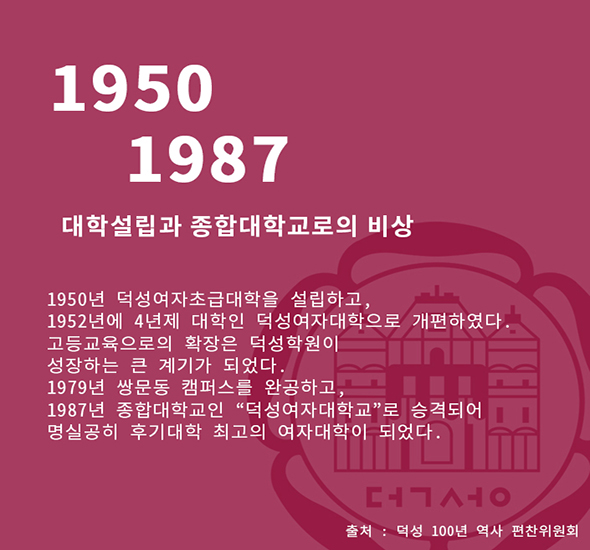 1950
1987
대학설립과 종합대학교로의 비상
1950년 덕성여자초급대학을 설립하고,
1952년에 4년제 대학인 덕성여자대학으로 개편하였다.
고등교육으로의 확장은 덕성학원이
성장하는 큰 계기가 되었다.
1979년 쌍문동 캠퍼스를 완공하고,
1987년 종합대학교인 “덕성여자대학교”로 승격되어
명실공히 후기대학 최고의 여자대학이 되었다.
출처 : 덕성 100년 역사 편찬위원회